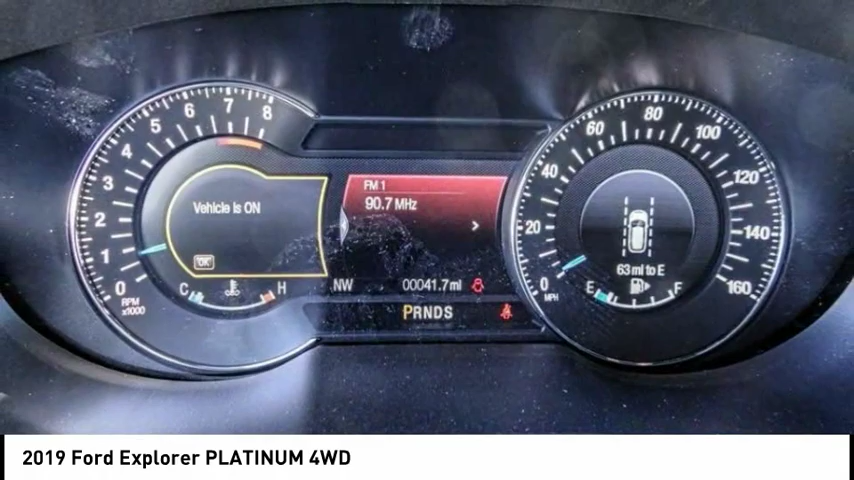 0 1 2 3 4 5 6 7 8
RPM
x1000
Vehicle is ON
OK
C H
FM 1
90.7 MHz
>
NW 00041.7mi
PRNDS
0 20 40 60 80 100 120 140 160
MPH
63 mi to E
E F
2019 Ford Explorer PLATINUM 4WD